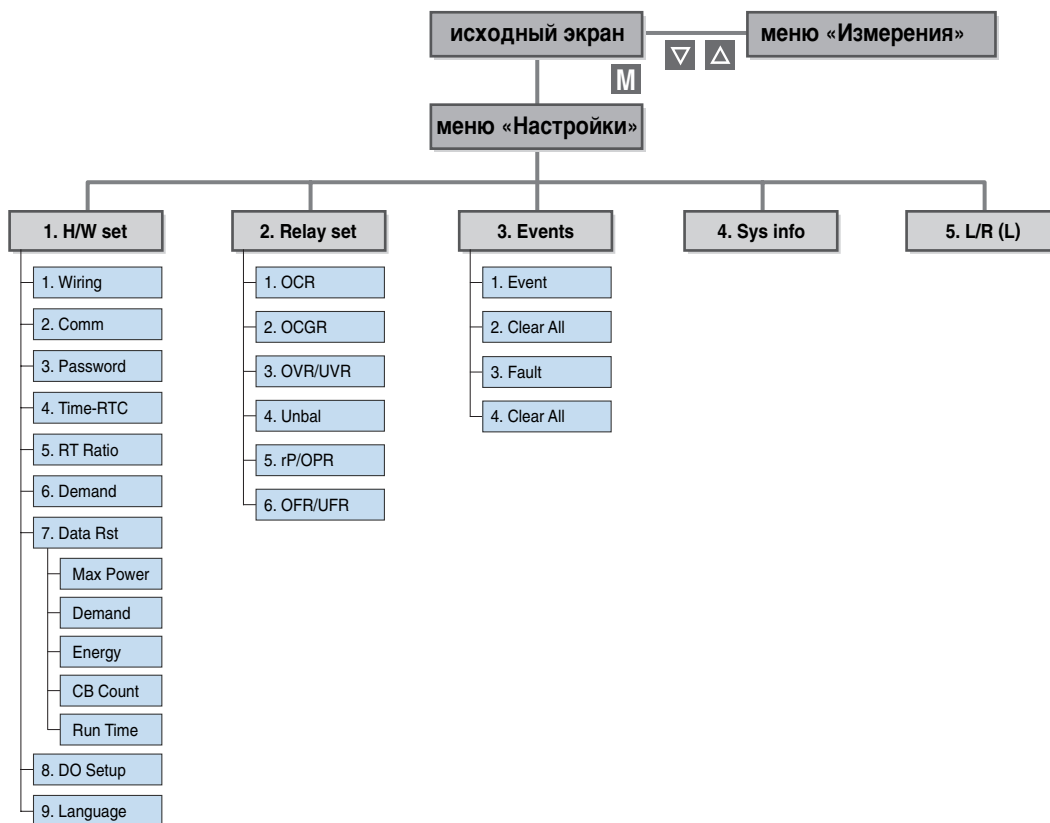 исходный экран
меню «Измерения»
M
меню «Настройки»
1. H/W set
1. Wiring
2. Comm
3. Password
4. Time-RTC
5. RT Ratio
6. Demand
7. Data Rst
Max Power
Demand
Energy
CB Count
Run Time
8. DO Setup
9. Language
2. Relay set
1. OCR
2. OCGR
3. OVR/UVR
4. Unbal
5. rP/OPR
6. OFR/UFR
3. Events
1. Event
2. Clear All
3. Fault
4. Clear All
4. Sys info
5. L/R (L)